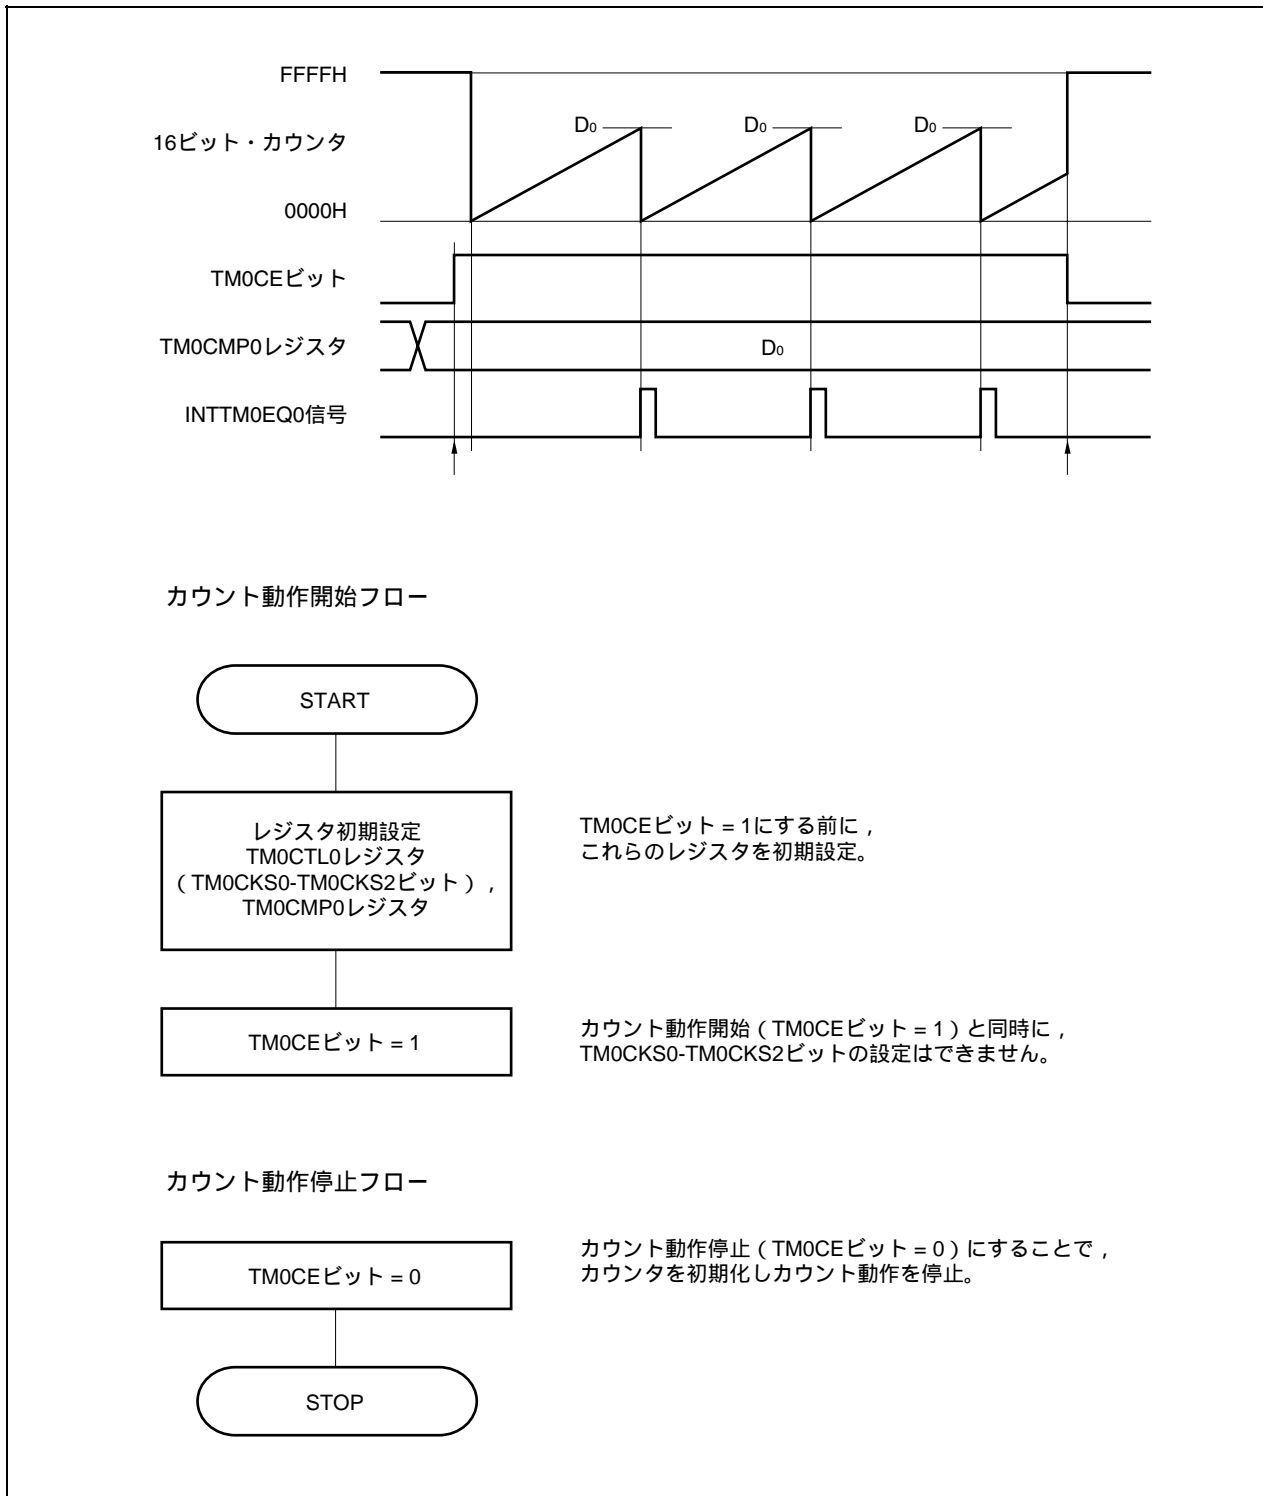 FFFFH
16ビット・カウンタ
0000H
D0
D0
D0
TM0CEビット
TM0CMP0レジスタ
D0
INTTM0EQ0信号
カウント動作開始フロー
START
レジスタ初期設定
TM0CTL0レジスタ
（TM0CKS0-TM0CKS2ビット）,
TM0CMP0レジスタ
TM0CEビット = 1にする前に,
これらのレジスタを初期設定。
TM0CEビット = 1
カウント動作開始（TM0CEビット = 1）と同時に,
TM0CKS0-TM0CKS2ビットの設定はできません。
カウント動作停止フロー
TM0CEビット = 0
カウント動作停止（TM0CEビット = 0）にすることで,
カウンタを初期化しカウント動作を停止。
STOP